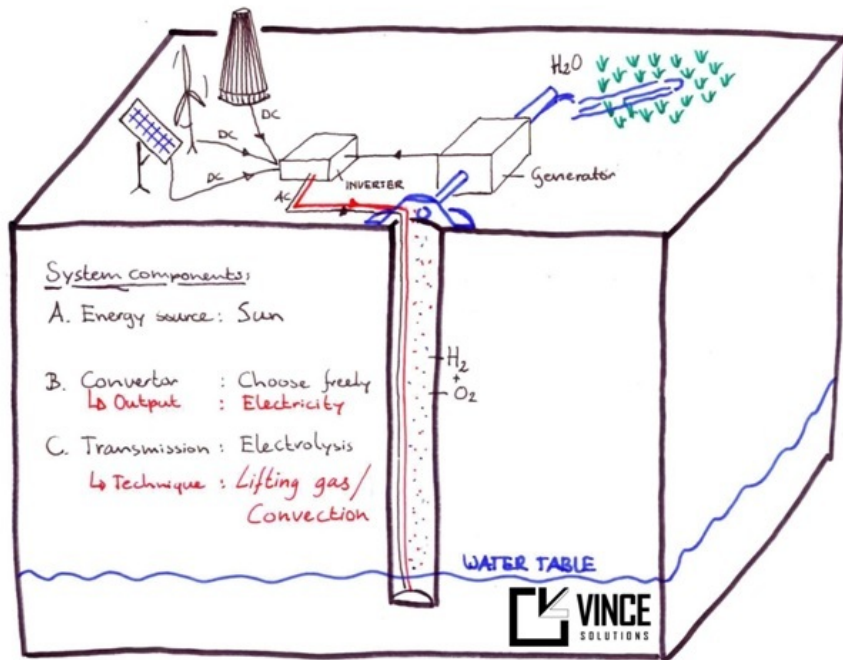 H2O
DC
DC
DC
INVERTER
AC
Generator
System components:
A. Energy source : Sun
B. Convertor : Choose freely
↳ Output : Electricity
C. Transmission : Electrolysis
↳ Technique : Lifting gas/
Convection
H2
+
O2
WATER TABLE
VINCE
SOLUTIONS